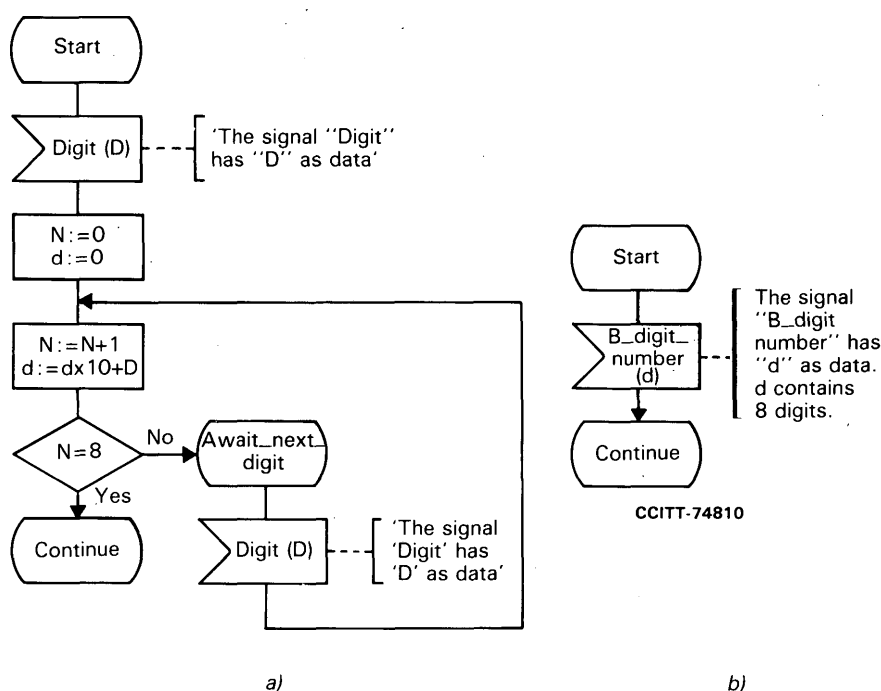 Start
Digit (D)
'The signal "Digit"
has "D" as data'
N:=0
d:=0
N:=N+1
d:=dx10+D
N=8
No
Yes
Await_next_
digit
Continue
Digit (D)
'The signal
'Digit' has
'D' as data'
a)
Start
B_digit_
number
(d)
The signal
"B_digit
number" has
"d" as data.
d contains
8 digits.
Continue
CCITT-74810
b)